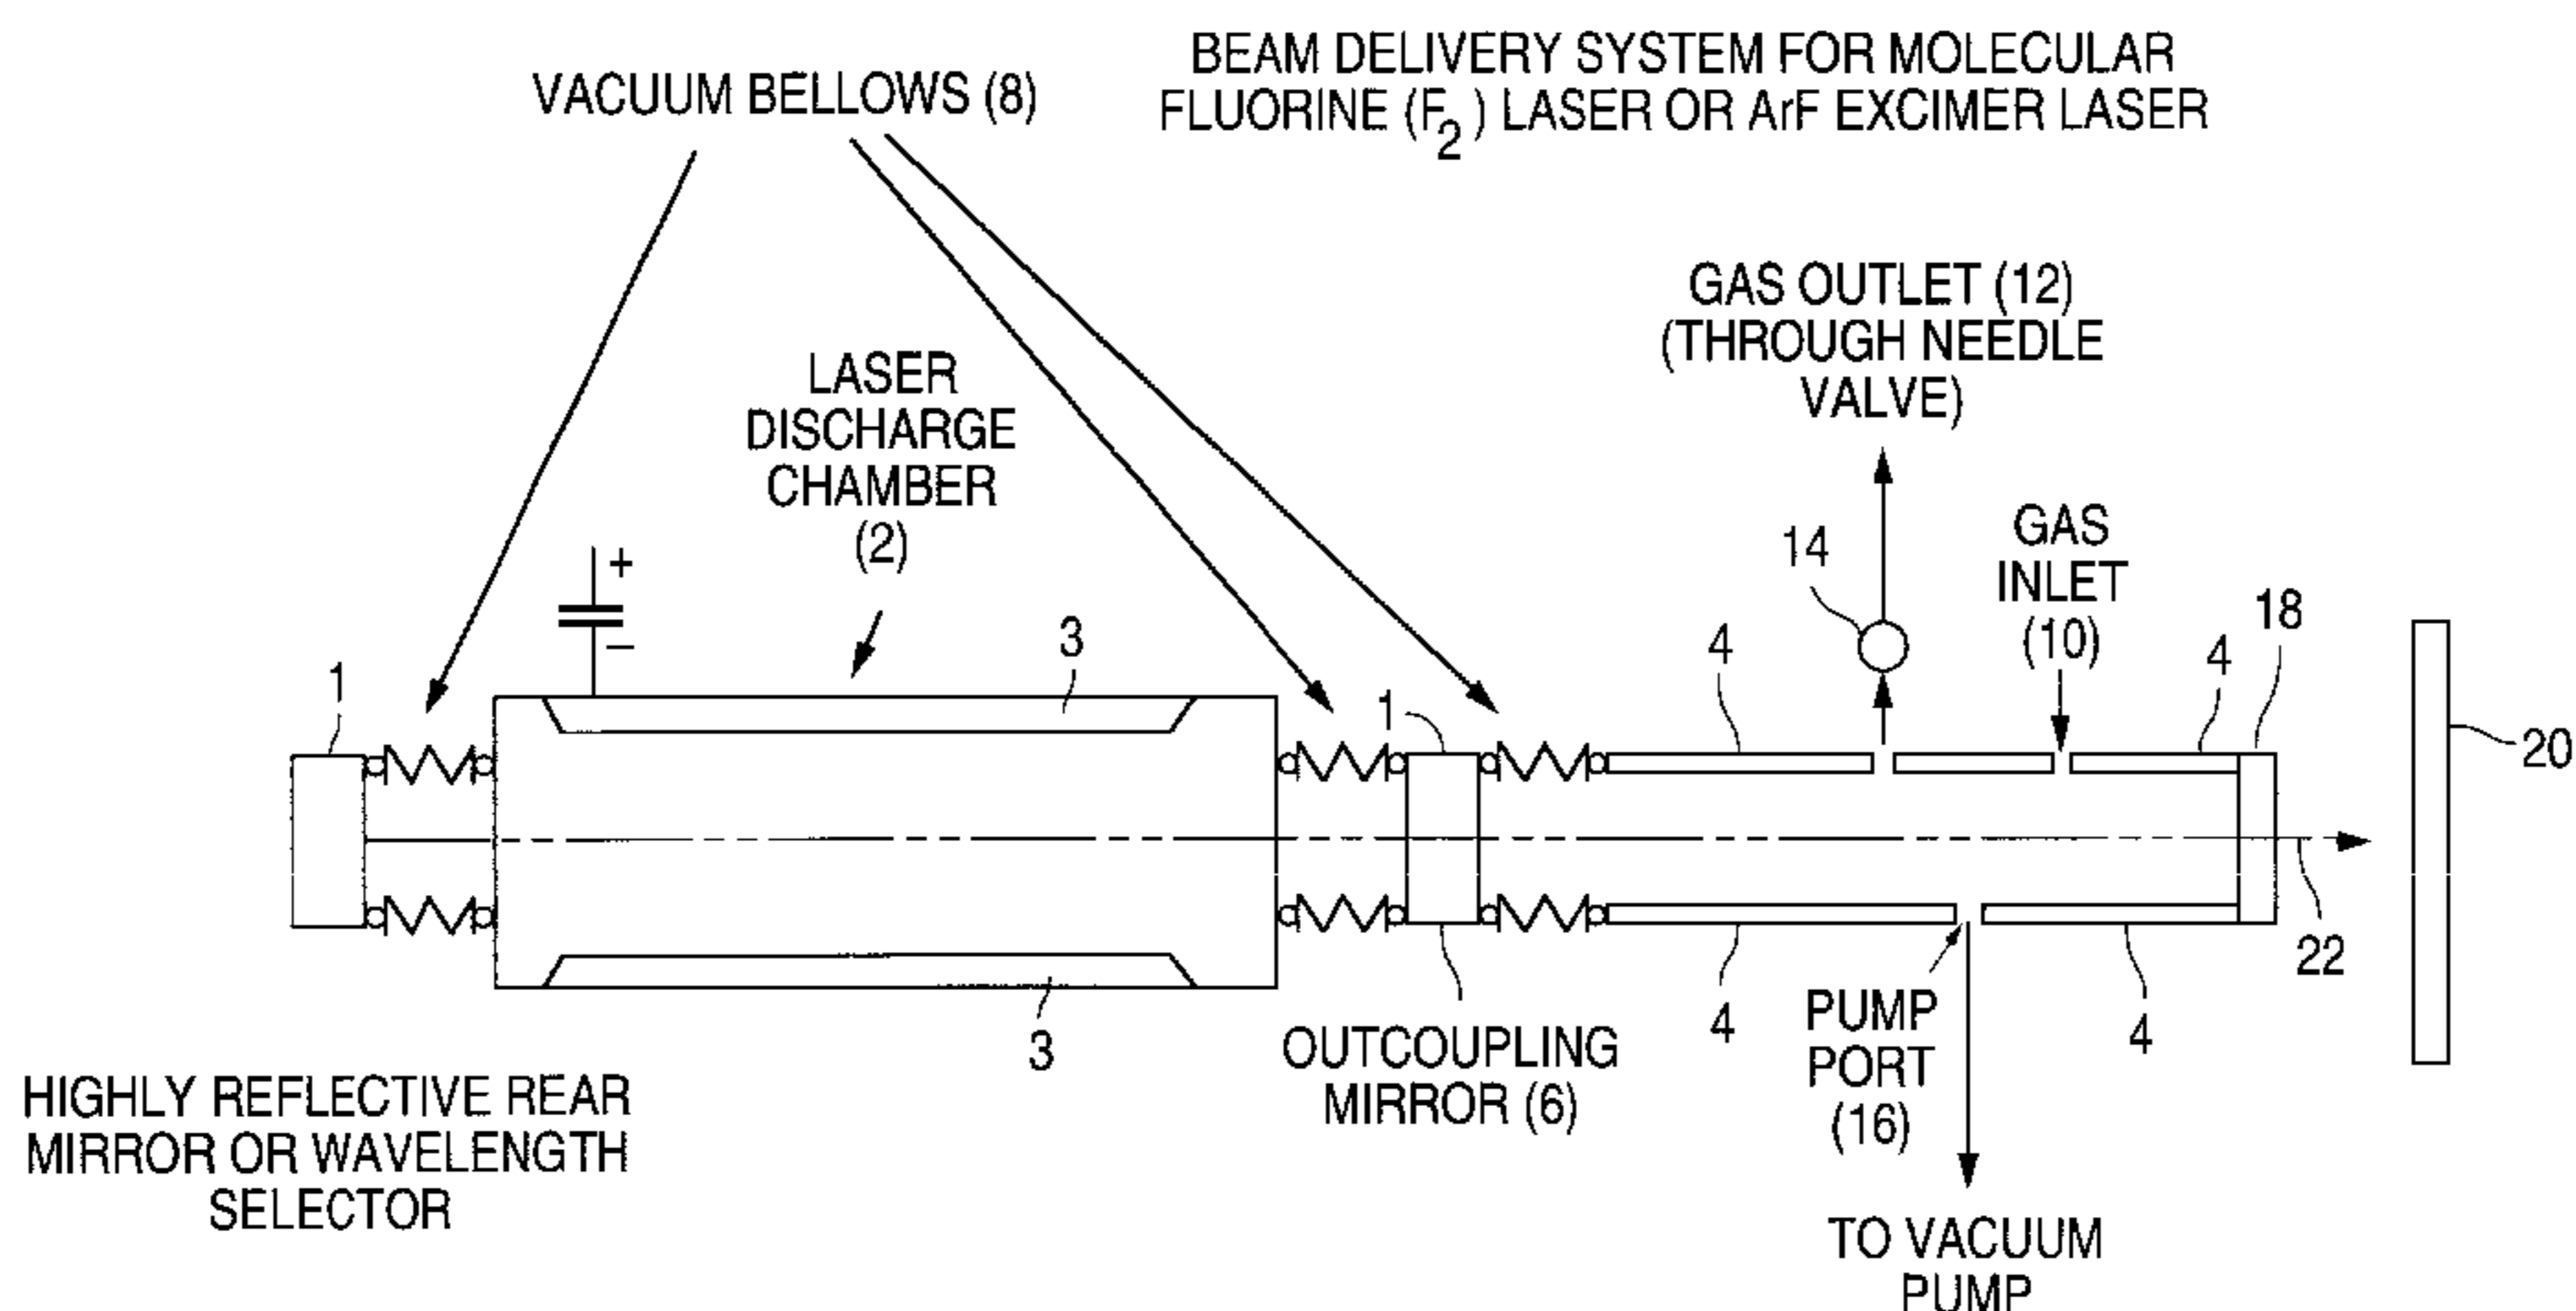 BEAM DELIVERY SYSTEM FOR MOLECULAR
FLUORINE (F2) LASER OR ArF EXCIMER LASER
VACUUM BELLOWS (8)
GAS OUTLET (12)
(THROUGH NEEDLE
VALVE)
LASER
DISCHARGE
CHAMBER
(2)
GAS
INLET
(10)
14
18
+
−
3
4
4
1
1
20
22
3
4
4
PUMP
PORT
(16)
OUTCOUPLING
MIRROR (6)
HIGHLY REFLECTIVE REAR
MIRROR OR WAVELENGTH
SELECTOR
TO VACUUM
PUMP